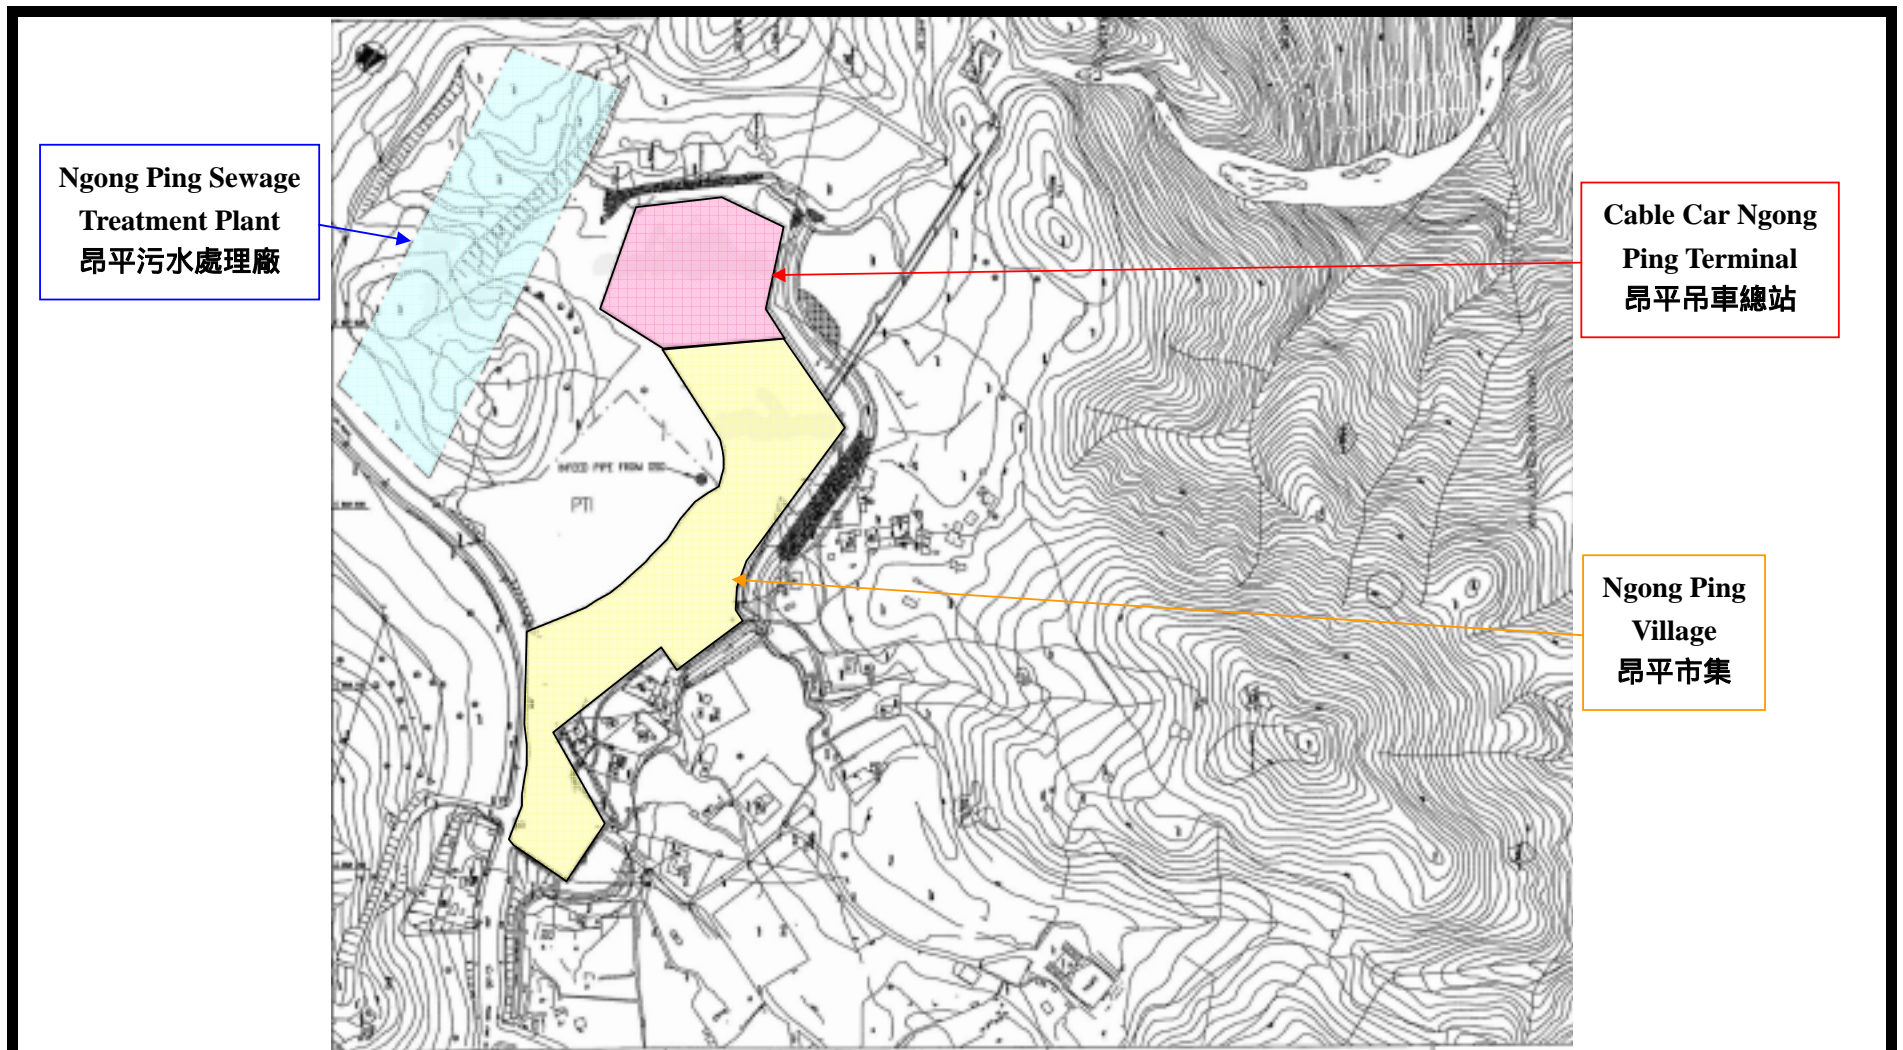 Ngong Ping Sewage
Treatment Plant
昂平污水處理廠
Cable Car Ngong
Ping Terminal
昂平吊車總站
PTI
Ngong Ping
Village
昂平市集